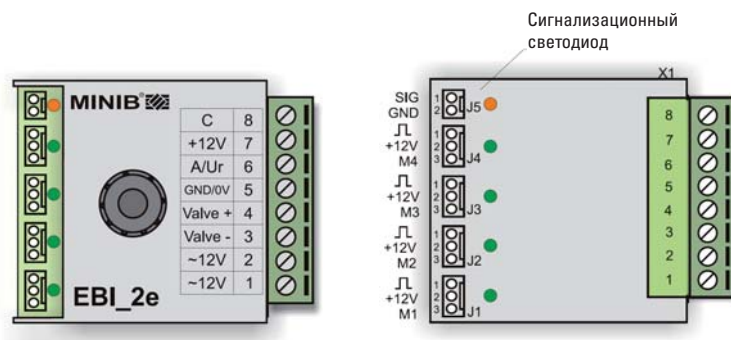 Сигнализационный
светодиод
MINIB®
C 8
+12V 7
A/Ur 6
GND/0V 5
Valve + 4
Valve - 3
~12V 2
~12V 1
EBI_2e
X1
SIG 1
GND 2 J5
1
+12V 2
M4 3 J4
1
+12V 2
M3 3 J3
1
+12V 2
M2 3 J2
1
+12V 2
M1 3 J1
8
7
6
5
4
3
2
1